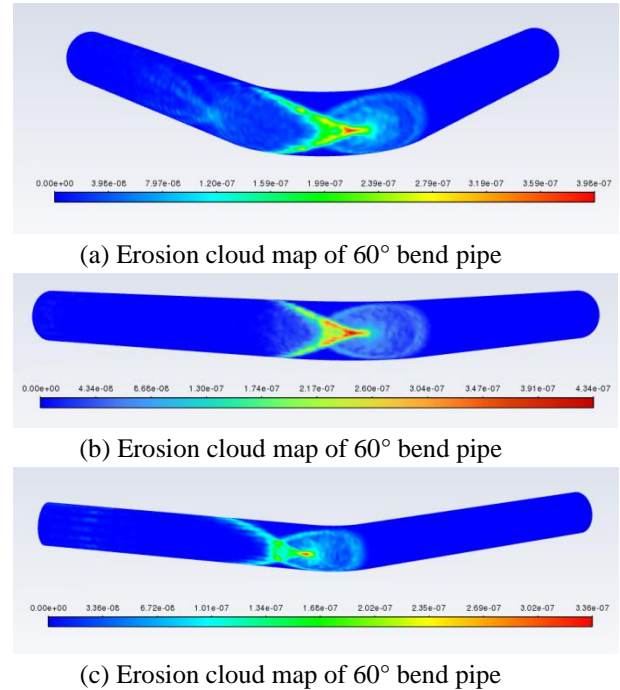 0.00e+00 3.98e-08 7.97e-08 1.20e-07 1.59e-07 1.99e-07 2.39e-07 2.79e-07 3.19e-07 3.59e-07 3.98e-07
(a) Erosion cloud map of 60° bend pipe
0.00e+00 4.34e-08 8.68e-08 1.30e-07 1.74e-07 2.17e-07 2.60e-07 3.04e-07 3.47e-07 3.91e-07 4.34e-07
(b) Erosion cloud map of 60° bend pipe
0.00e+00 3.36e-08 6.72e-08 1.01e-07 1.34e-07 1.68e-07 2.02e-07 2.35e-07 2.69e-07 3.02e-07 3.36e-07
(c) Erosion cloud map of 60° bend pipe